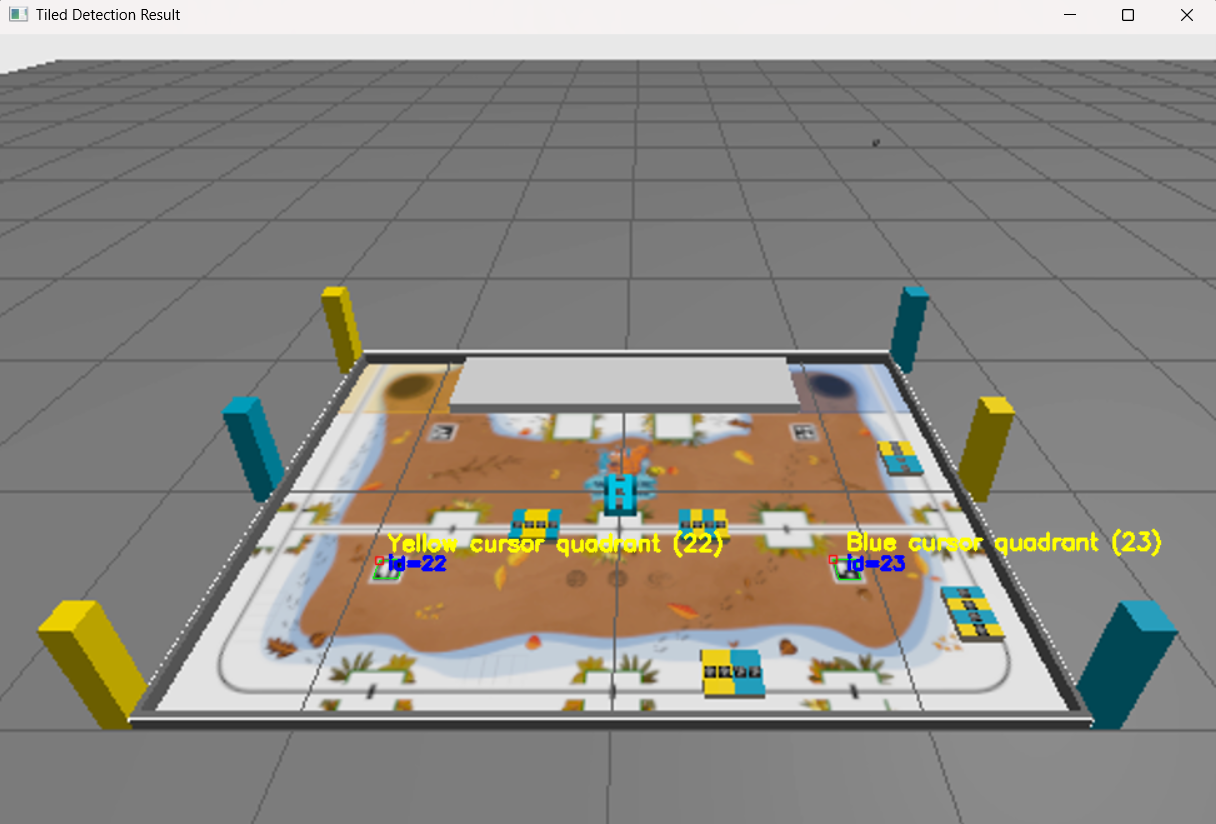 Tiled Detection Result
Yellow cursor quadrant (22)
Blue cursor quadrant (23)
id=22
id=23